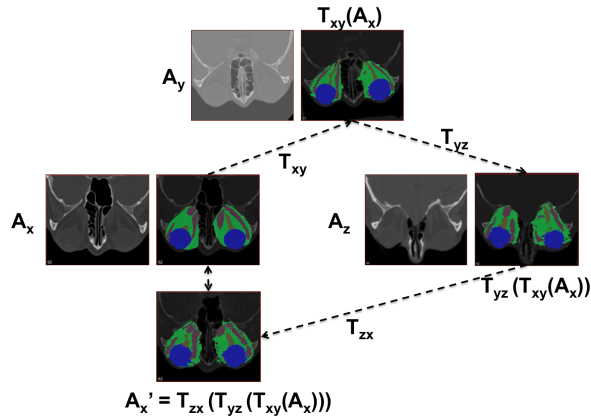 Txy(Ax)
Ay
Tyz
Txy
Ax
Az
Tyz (Txy(Ax))
Tzx
Ax’ = Tzx (Tyz (Txy(Ax)))